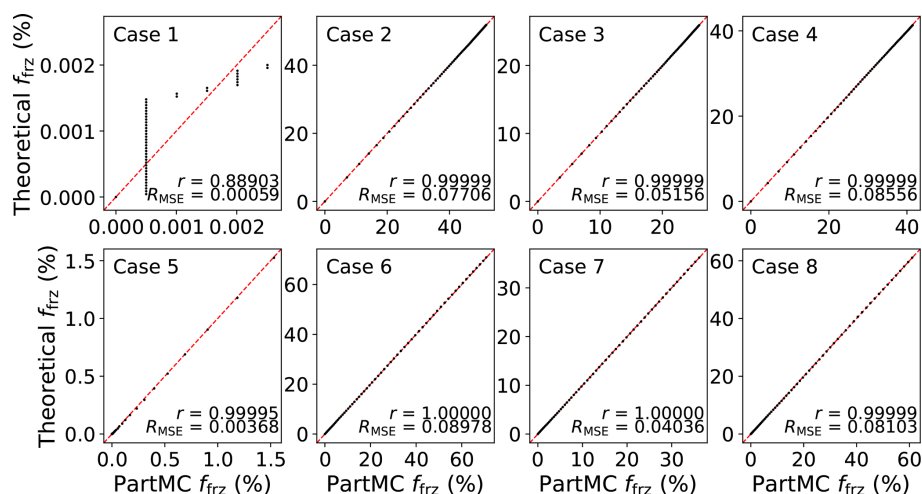 Case 1
Theoretical f_frz (%)
0.002
0.001
0.000
r = 0.88903
R_MSE = 0.00059
0.000 0.001 0.002
Case 2
40
20
0
r = 0.99999
R_MSE = 0.07706
0 20 40
Case 3
20
10
0
r = 0.99999
R_MSE = 0.05156
0 10 20
Case 4
40
30
20
10
0
r = 0.99999
R_MSE = 0.08556
0 10 20 30 40
Case 5
Theoretical f_frz (%)
1.5
1.0
0.5
0.0
r = 0.99995
R_MSE = 0.00368
0.0 0.5 1.0 1.5
PartMC f_frz (%)
Case 6
60
40
20
0
r = 1.00000
R_MSE = 0.08978
0 20 40 60
PartMC f_frz (%)
Case 7
30
20
10
0
r = 1.00000
R_MSE = 0.04036
0 10 20 30
PartMC f_frz (%)
Case 8
60
40
20
0
r = 0.99999
R_MSE = 0.08103
0 10 20 30 40 50 60
PartMC f_frz (%)